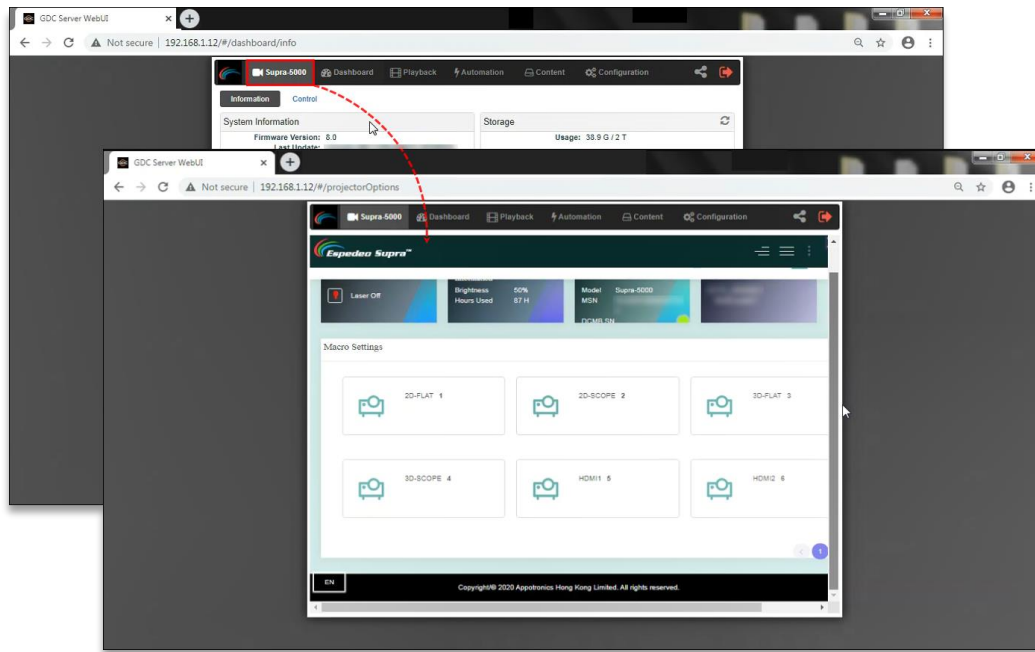 GDC Server WebUI
Not secure | 192.168.1.12/#/dashboard/info
Supra-5000 Dashboard Playback Automation Content Configuration
Information Control
System Information Storage
Firmware Version: 8.0 Usage: 38.9 G / 2 T
Last Update:
GDC Server WebUI
Not secure | 192.168.1.12/#/projectorOptions
Supra-5000 Dashboard Playback Automation Content Configuration
Espedeo Supra™
Laser Off
Brightness 50%
Hours Used 87 H
Model Supra-5000
MSN
DCMB SN
Macro Settings
2D-FLAT 1 2D-SCOPE 2 3D-FLAT 3
3D-SCOPE 4 HDMI1 5 HDMI2 6
1
EN
Copyright/© 2020 Appotronics Hong Kong Limited. All rights reserved.